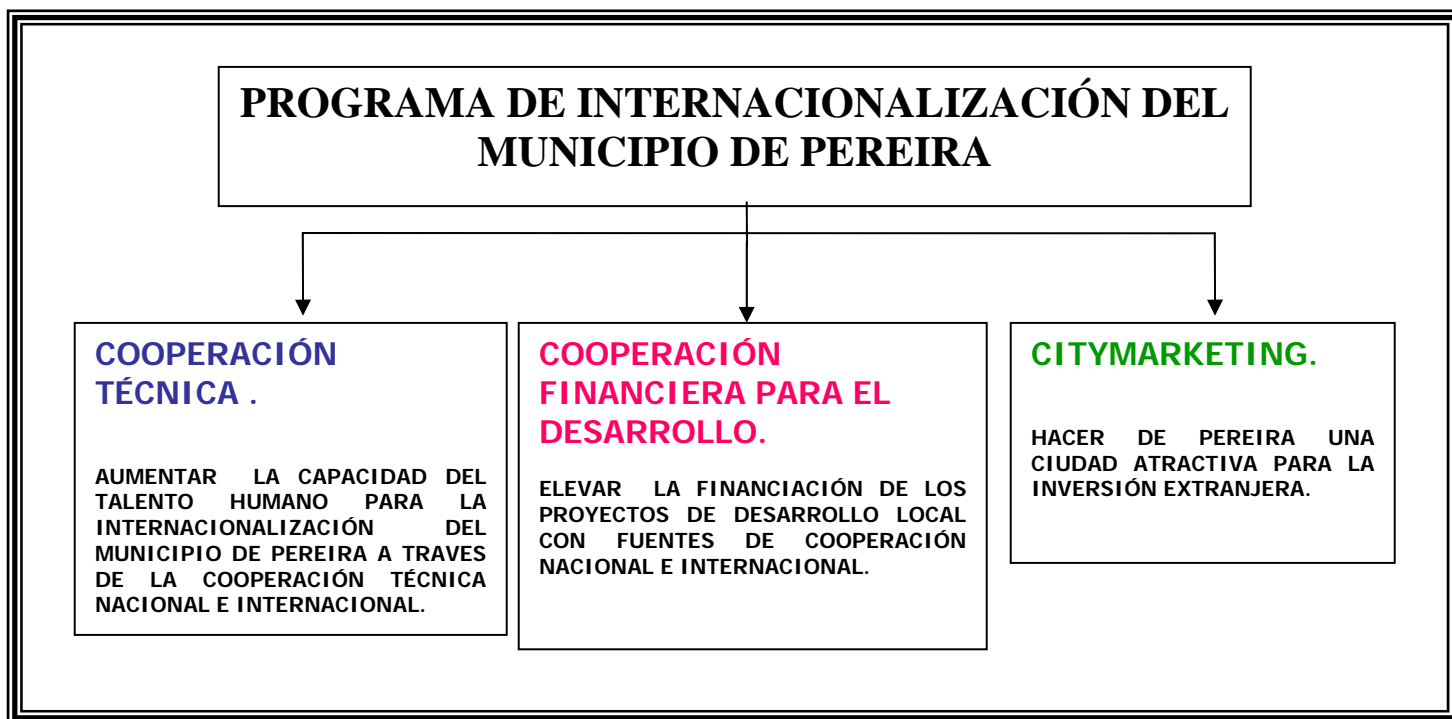 PROGRAMA DE INTERNACIONALIZACIÓN DEL
MUNICIPIO DE PEREIRA
COOPERACIÓN
TÉCNICA .
AUMENTAR LA CAPACIDAD DEL
TALENTO HUMANO PARA LA
INTERNACIONALIZACIÓN DEL
MUNICIPIO DE PEREIRA A TRAVES
DE LA COOPERACIÓN TÉCNICA
NACIONAL E INTERNACIONAL.
COOPERACIÓN
FINANCIERA PARA EL
DESARROLLO.
ELEVAR LA FINANCIACIÓN DE LOS
PROYECTOS DE DESARROLLO LOCAL
CON FUENTES DE COOPERACIÓN
NACIONAL E INTERNACIONAL.
CITYMARKETING.
HACER DE PEREIRA UNA
CIUDAD ATRACTIVA PARA LA
INVERSIÓN EXTRANJERA.